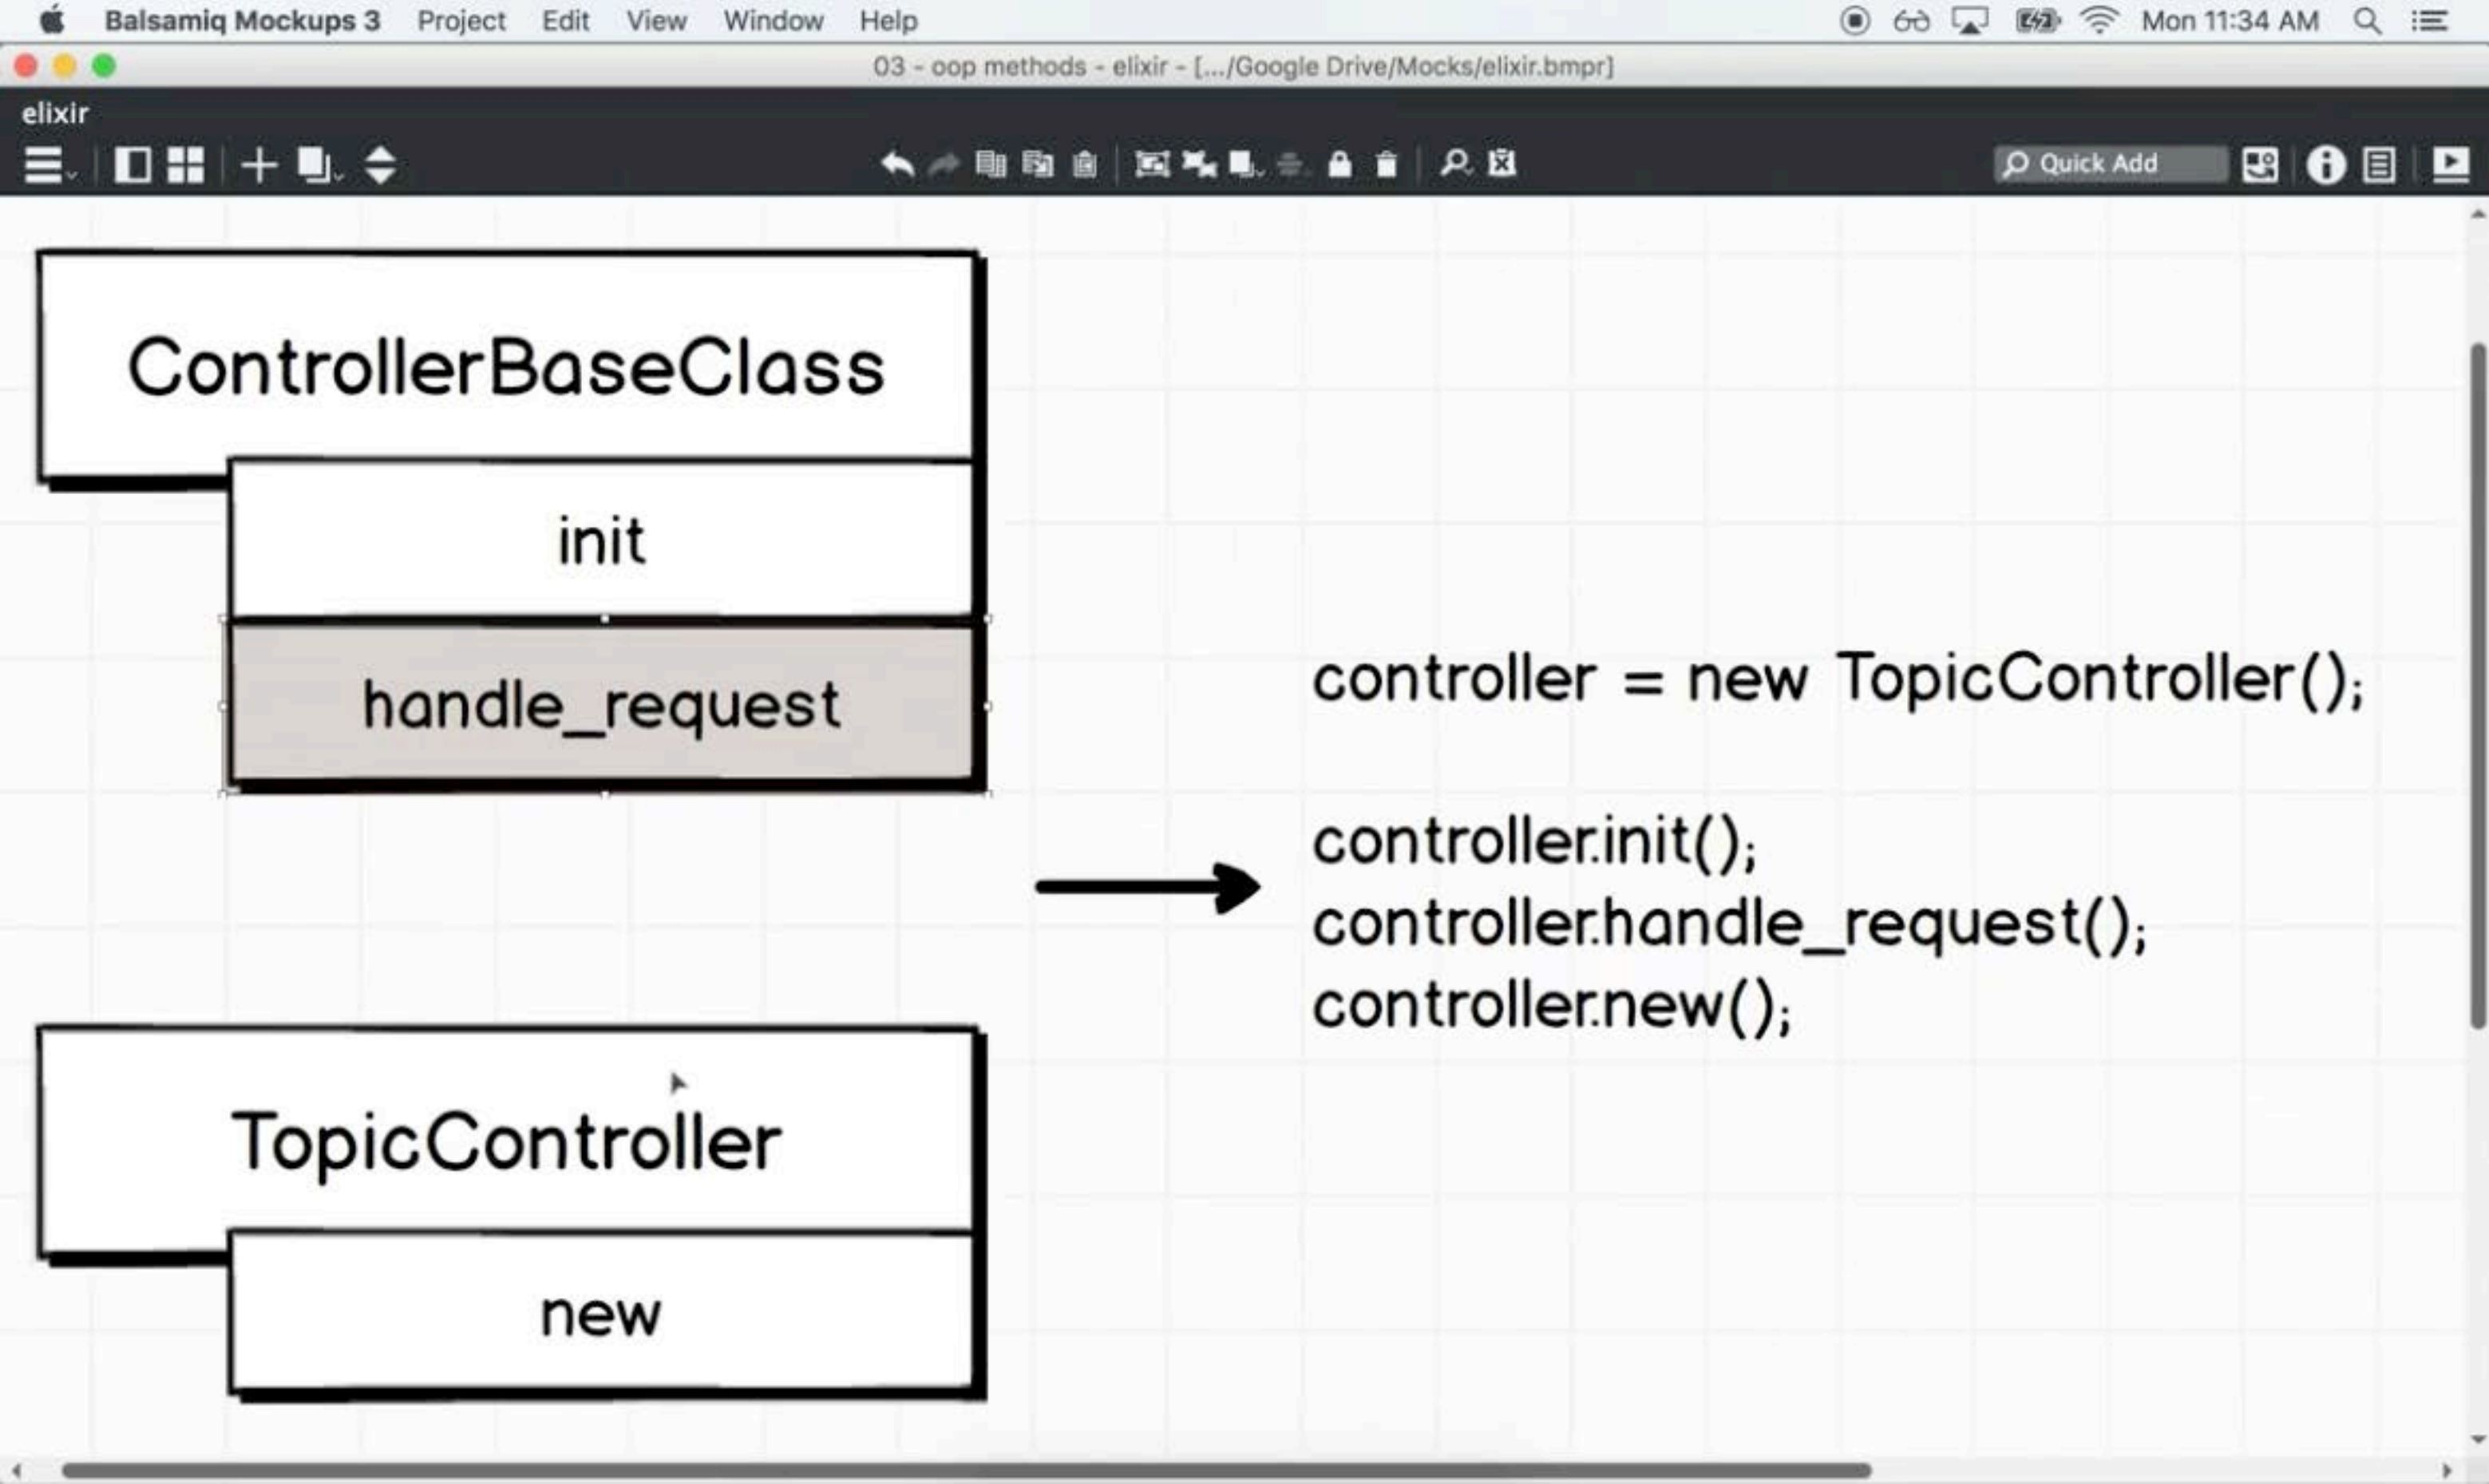 Balsamiq Mockups 3 Project Edit View Window Help Mon 11:34 AM
03 - oop methods - elixir - [.../Google Drive/Mocks/elixir.bmpr]
elixir
Quick Add
ControllerBaseClass
init
handle_request
controller = new TopicController();
controller.init();
controller.handle_request();
controller.new();
TopicController
new